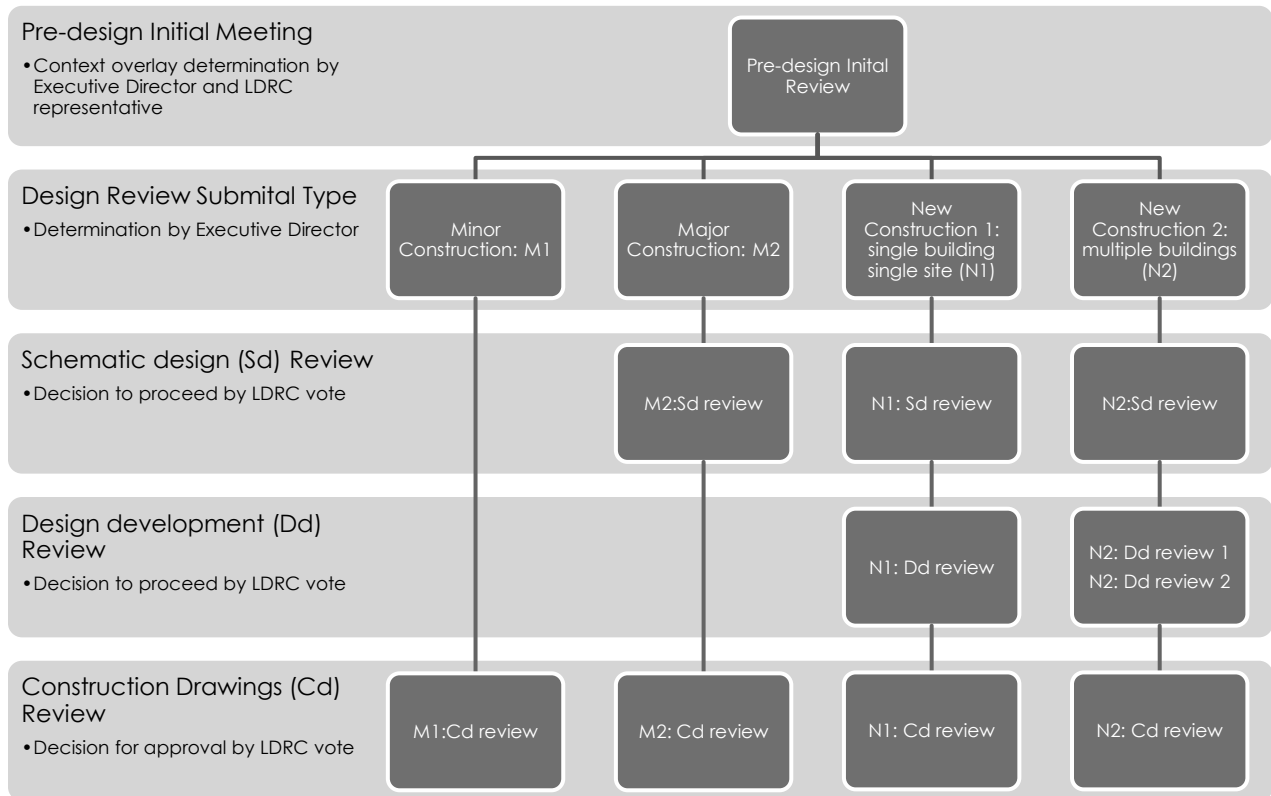 Pre-design Initial Meeting
•Context overlay determination by
Executive Director and LDRC
representative
Pre-design Inital
Review
Design Review Submital Type
•Determination by Executive Director
Minor
Construction: M1
Major
Construction: M2
New
Construction 1:
single building
single site (N1)
New
Construction 2:
multiple buildings
(N2)
Schematic design (Sd) Review
•Decision to proceed by LDRC vote
M2:Sd review
N1: Sd review
N2:Sd review
Design development (Dd)
Review
•Decision to proceed by LDRC vote
N1: Dd review
N2: Dd review 1
N2: Dd review 2
Construction Drawings (Cd)
Review
•Decision for approval by LDRC vote
M1:Cd review
M2: Cd review
N1: Cd review
N2: Cd review